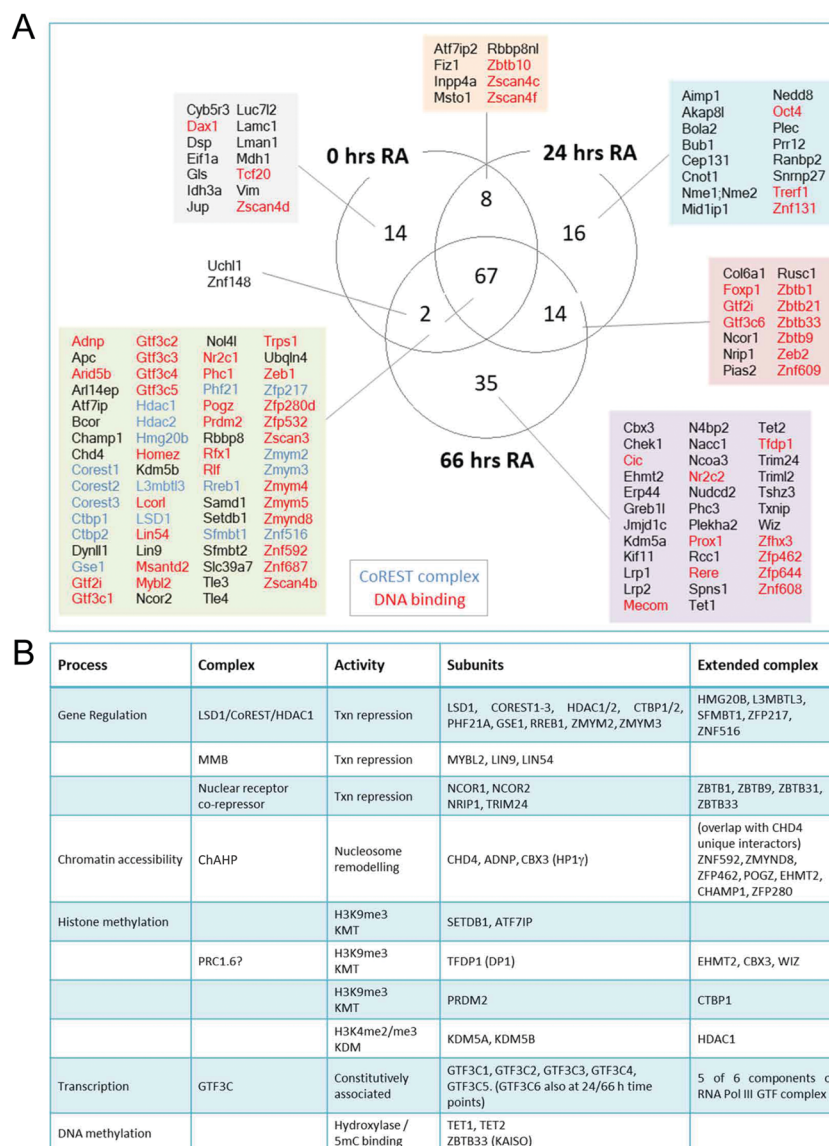 A
Cyb5r3 Luc7l2
Dax1 Lamc1
Dsp Lman1
Eif1a Mdh1
Gls Tcf20
Idh3a Vim
Jup Zscan4d
Atf7ip2 Rbbp8nl
Fiz1 Zbtb10
Inpp4a Zscan4c
Msto1 Zscan4f
Aimp1 Nedd8
Akap8l Oct4
Bola2 Plec
Bub1 Prr12
Cep131 Ranbp2
Cnot1 Snrnp27
Nme1;Nme2 Trerf1
Mid1ip1 Znf131
0 hrs RA
24 hrs RA
8
14
16
67
2
14
35
66 hrs RA
Uchl1
Znf148
Col6a1 Rusc1
Foxp1 Zbtb1
Gtf2i Zbtb21
Gtf3c6 Zbtb33
Ncor1 Zbtb9
Nrip1 Zeb2
Pias2 Znf609
Adnp Gtf3c2 Nol4l Trps1
Apc Gtf3c3 Nr2c1 Ubqln4
Arid5b Gtf3c4 Phc1 Zeb1
Arl14ep Gtf3c5 Phf21 Zfp217
Atf7ip Hdac1 Pogz Zfp280d
Bcor Hdac2 Prdm2 Zfp532
Champ1 Hmg20b Rbbp8 Zscan3
Chd4 Homez Rfx1 Zmym2
Corest1 Kdm5b Rlf Zmym3
Corest2 L3mbtl3 Rreb1 Zmym4
Corest3 Lcorl Samd1 Zmym5
Ctbp1 LSD1 Setdb1 Zmynd8
Ctbp2 Lin54 Sfmbt1 Znf516
Dynll1 Lin9 Sfmbt2 Znf592
Gse1 Msantd2 Slc39a7 Znf687
Gtf2i Mybl2 Tle3 Zscan4b
Gtf3c1 Ncor2 Tle4
CoREST complex
DNA binding
Cbx3 N4bp2 Tet2
Chek1 Nacc1 Tfdp1
Cic Ncoa3 Trim24
Ehmt2 Nr2c2 Triml2
Erp44 Nudcd2 Tshz3
Greb1l Phc3 Txnip
Jmjd1c Plekha2 Wiz
Kdm5a Prox1 Zfhx3
Kif11 Rcc1 Zfp462
Lrp1 Rere Zfp644
Lrp2 Spns1 Znf608
Mecom Tet1
B
Process Complex Activity Subunits Extended complex
Gene Regulation LSD1/CoREST/HDAC1 Txn repression LSD1, COREST1-3, HDAC1/2, CTBP1/2, PHF21A, GSE1, RREB1, ZMYM2, ZMYM3 HMG20B, L3MBTL3, SFMBT1, ZFP217, ZNF516
MMB Txn repression MYBL2, LIN9, LIN54
Nuclear receptor co-repressor Txn repression NCOR1, NCOR2 NRIP1, TRIM24 ZBTB1, ZBTB9, ZBTB31, ZBTB33
Chromatin accessibility ChAHP Nucleosome remodelling CHD4, ADNP, CBX3 (HP1γ) (overlap with CHD4 unique interactors) ZNF592, ZMYND8, ZFP462, POGZ, EHMT2, CHAMP1, ZFP280
Histone methylation H3K9me3 KMT SETDB1, ATF7IP
PRC1.6? H3K9me3 KMT TFDP1 (DP1) EHMT2, CBX3, WIZ
H3K9me3 KMT PRDM2 CTBP1
H3K4me2/me3 KDM KDM5A, KDM5B HDAC1
Transcription GTF3C Constitutively associated GTF3C1, GTF3C2, GTF3C3, GTF3C4, GTF3C5. (GTF3C6 also at 24/66 h time points) 5 of 6 components o RNA Pol III GTF complex
DNA methylation Hydroxylase / 5mC binding TET1, TET2 ZBTB33 (KAISO)